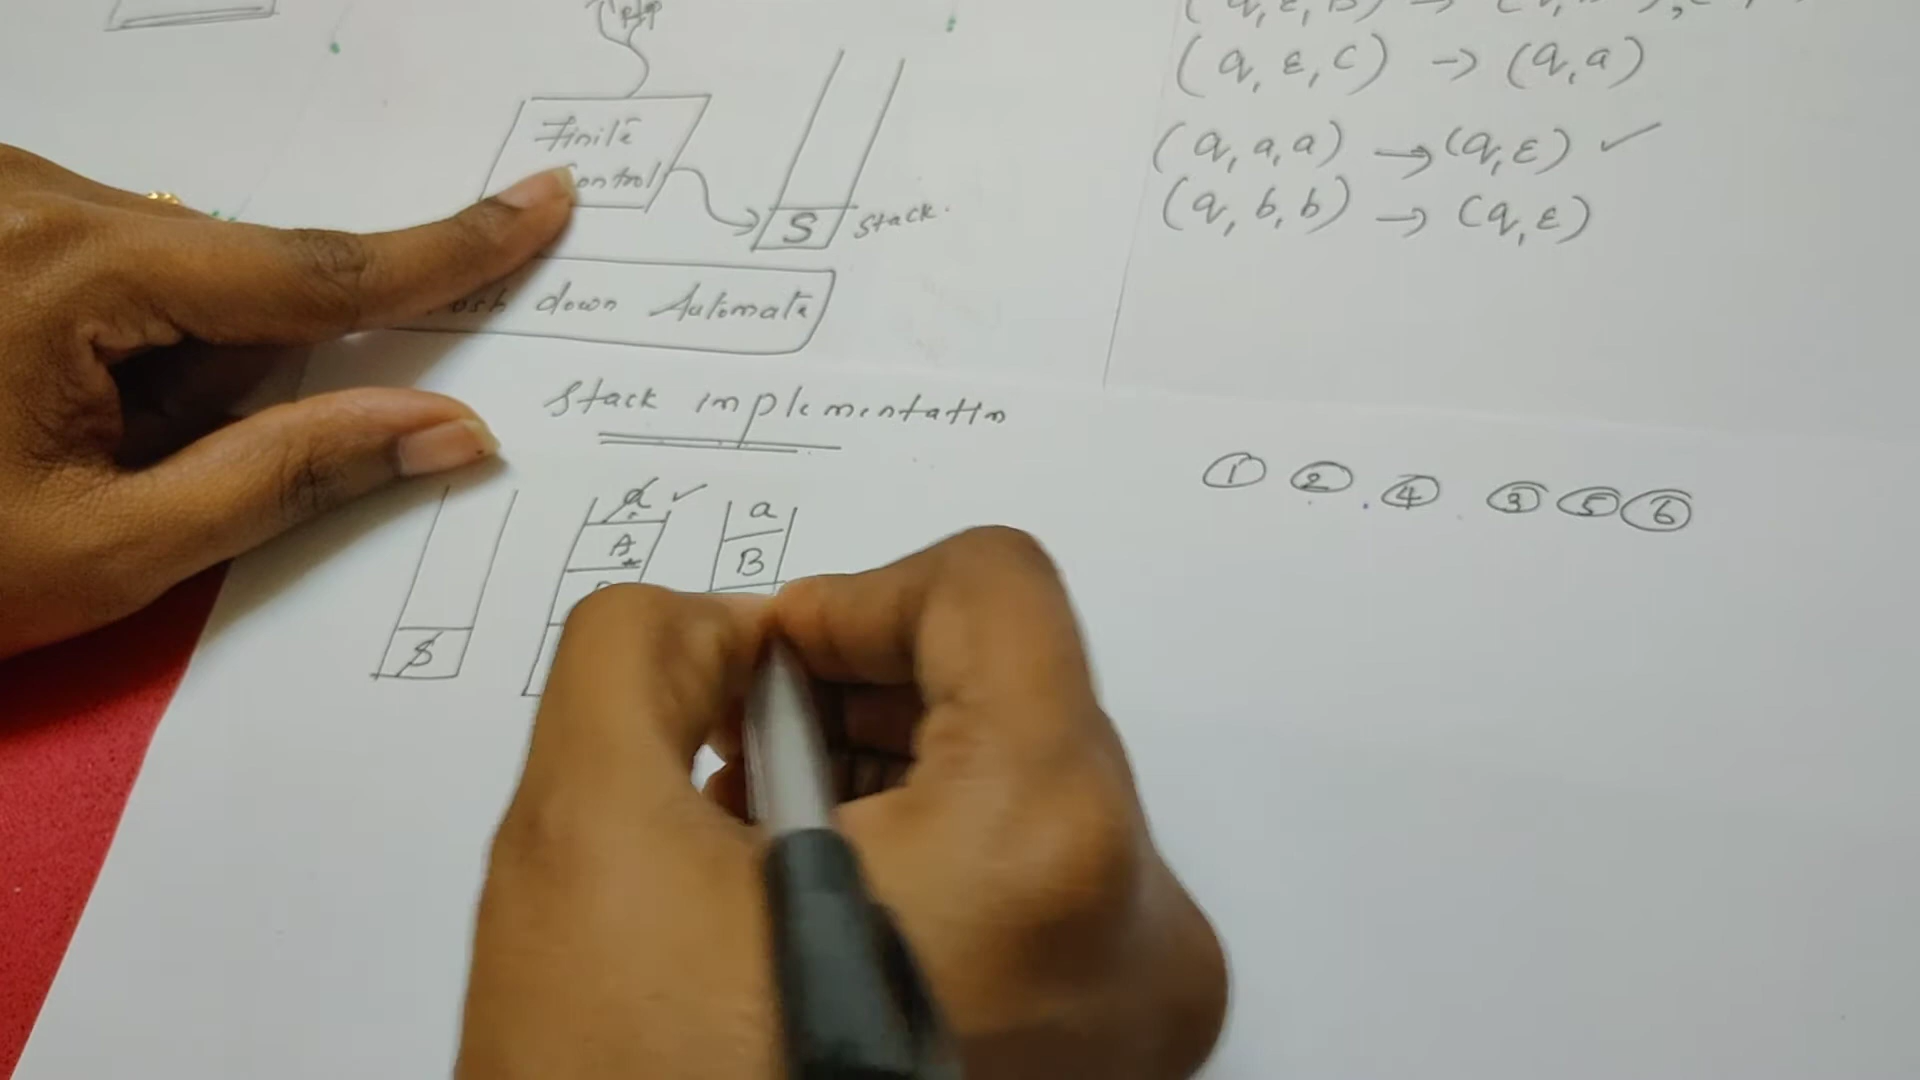 Finite
Control
S
Stack.
down Automata
Stack implementation
a ✓
A
a
B
$
(q, ε, C) → (q, a)
(q, a, a) → (q, ε) ✓
(q, b, b) → (q, ε)
① ② ④ ③ ⑤ ⑥